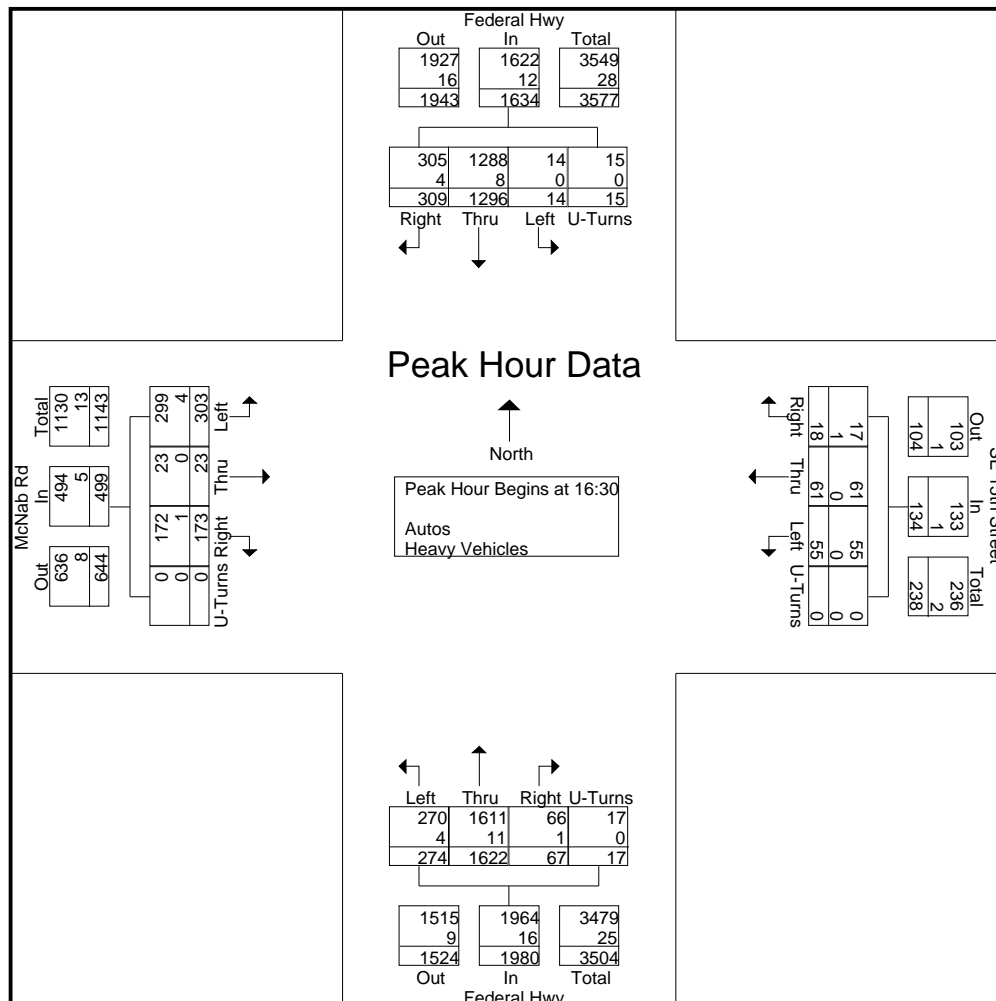 Federal Hwy
Out In Total
1927 1622 3549
16 12 28
1943 1634 3577
305 1288 14 15
4 8 0 0
309 1296 14 15
Right Thru Left U-Turns
Peak Hour Data
North
Peak Hour Begins at 16:30
Autos
Heavy Vehicles
McNab Rd
Out In Total
636 494 1130
8 5 13
644 499 1143
172 23 299
0 1 0 4
0 173 23 303
0
U-Turns Right Thru Left
Out In Total
103 133 236
1 1 2
104 134 238
17 61 55 0
1 0 0 0
18 61 55 0
Right Thru Left U-Turns
Left Thru Right U-Turns
270 1611 66 17
4 11 1 0
274 1622 67 17
1515 1964 3479
9 16 25
1524 1980 3504
Out In Total
Federal Hwy